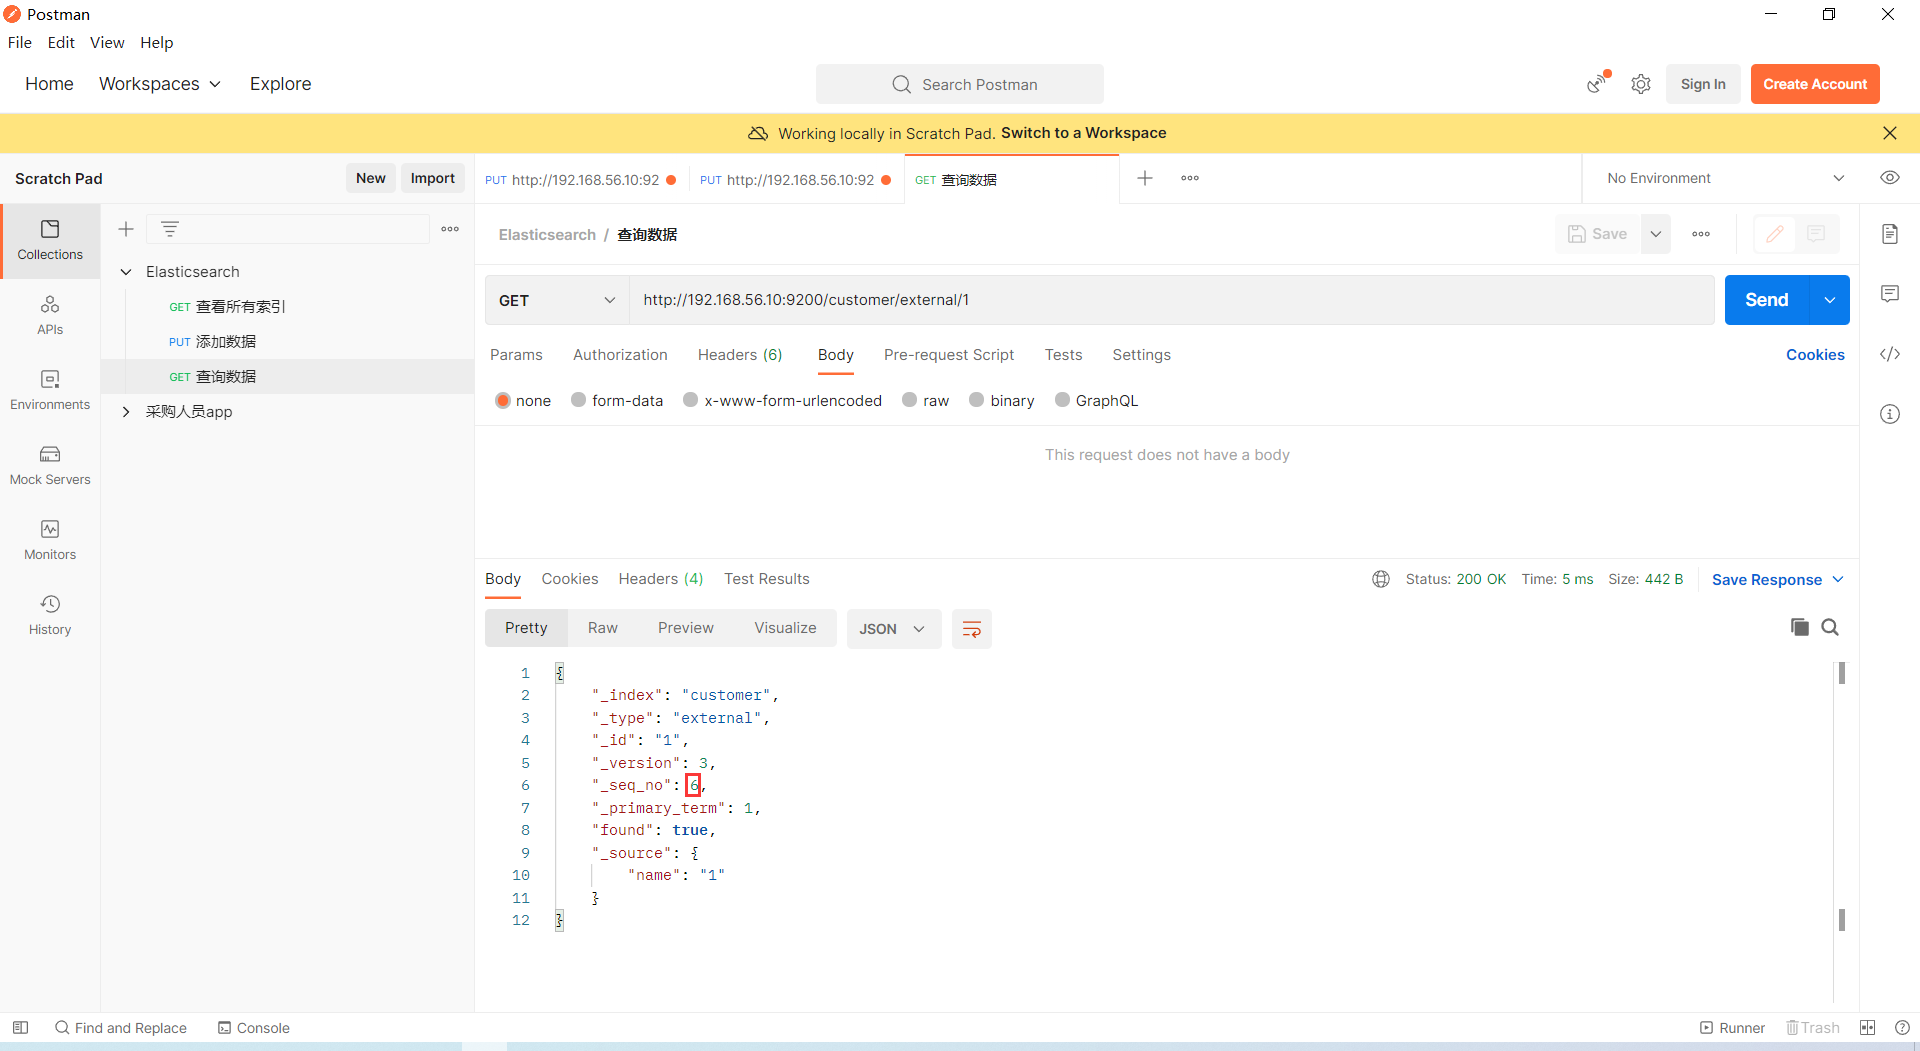 Postman
File Edit View Help
Home Workspaces Explore Search Postman Sign In Create Account
Working locally in Scratch Pad. Switch to a Workspace
Scratch Pad New Import
PUT http://192.168.56.10:92 PUT http://192.168.56.10:92 GET 查询数据 No Environment
Collections
APIs
Environments
Mock Servers
Monitors
History
Elasticsearch
GET 查看所有索引
PUT 添加数据
GET 查询数据
采购人员app
Elasticsearch / 查询数据 Save
GET http://192.168.56.10:9200/customer/external/1 Send
Params Authorization Headers (6) Body Pre-request Script Tests Settings Cookies
none form-data x-www-form-urlencoded raw binary GraphQL
This request does not have a body
Body Cookies Headers (4) Test Results Status: 200 OK Time: 5 ms Size: 442 B Save Response
Pretty Raw Preview Visualize JSON
1 {
2 "_index": "customer",
3 "_type": "external",
4 "_id": "1",
5 "_version": 3,
6 "_seq_no": 6,
7 "_primary_term": 1,
8 "found": true,
9 "_source": {
10 "name": "1"
11 }
12 }
Find and Replace Console Runner Trash